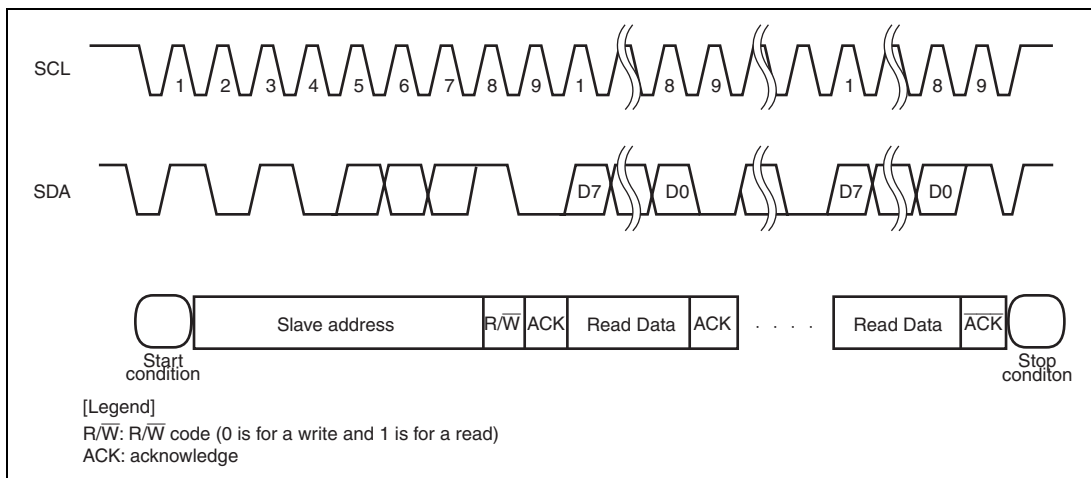 SCL
1 2 3 4 5 6 7 8 9 1 8 9 1 8 9
SDA
D7 D0 D7 D0
Slave address R/W̅ ACK Read Data ACK . . . . Read Data A̅C̅K̅
Start
condition
Stop
conditon
[Legend]
R/W̅: R/W̅ code (0 is for a write and 1 is for a read)
ACK: acknowledge